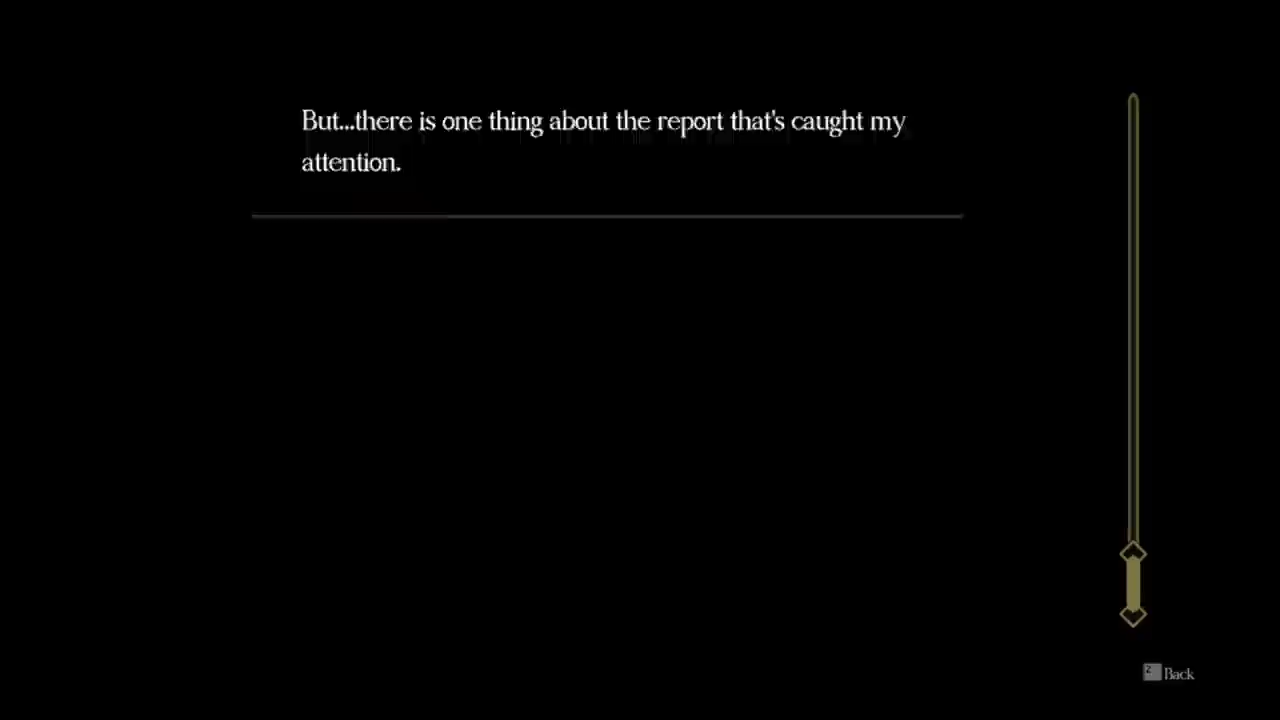 But...there is one thing about the report that's caught my
attention.
Z Back